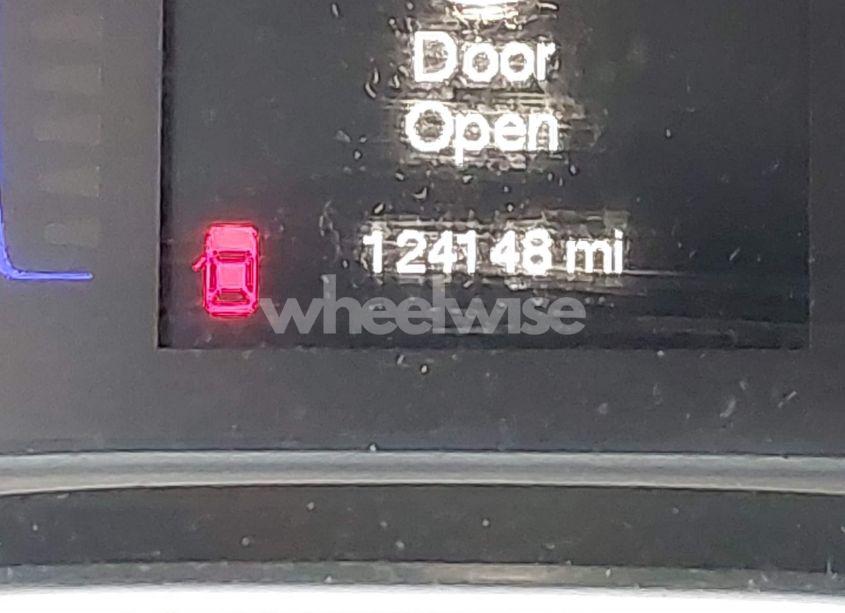 Door
Open
124148 mi
wheelwise